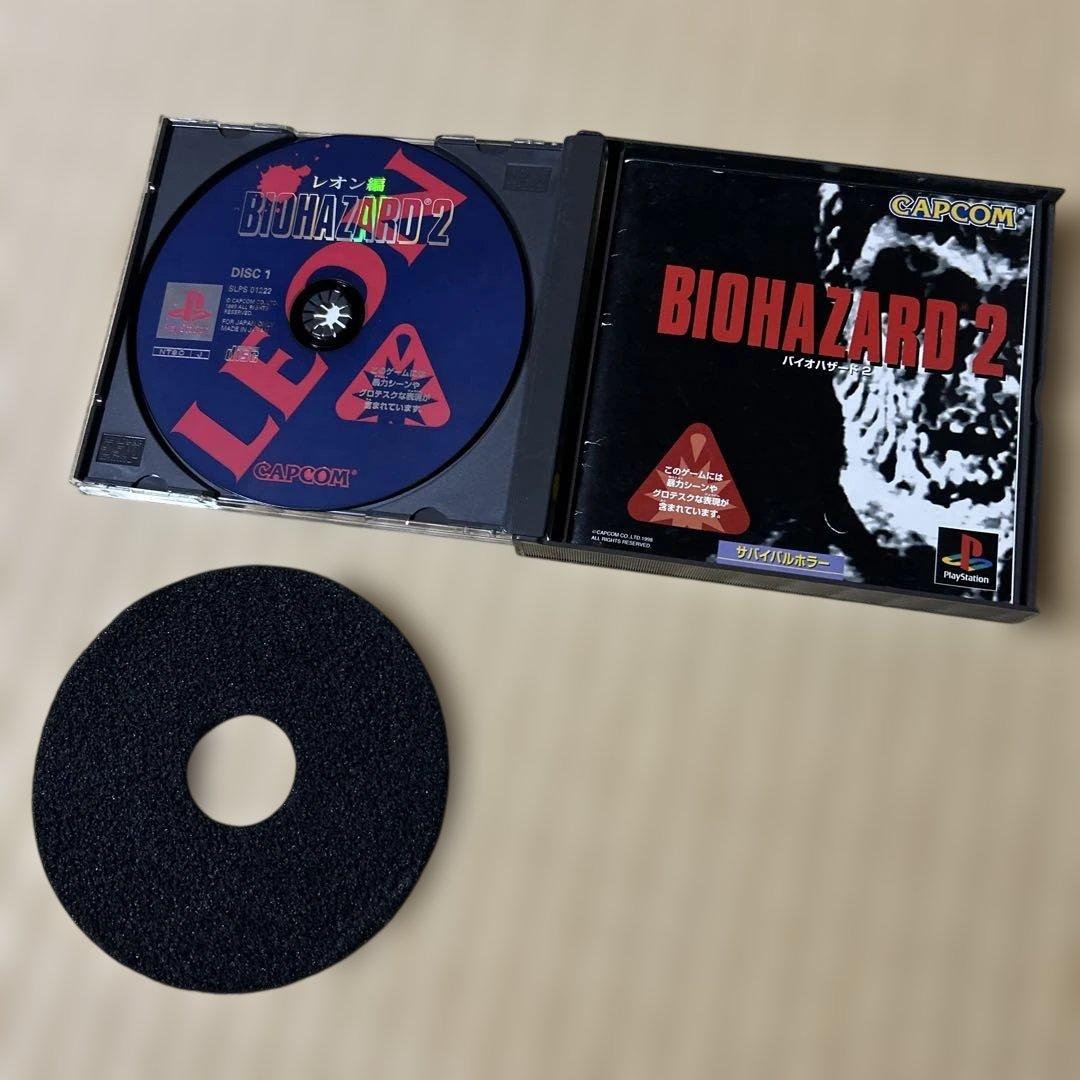 レオン編
BIOHAZARD®2
LEON
DISC 1
SLPS 01222
© CAPCOM CO.,LTD.
1998 ALL RIGHTS
RESERVED.
FOR JAPAN ONLY
MADE IN JAPAN
PlayStation
NTSC J
disc
このゲームには
暴力シーンや
グロテスクな表現が
含まれています。
CAPCOM®
CAPCOM®
BIOHAZARD®2
バイオハザード2
このゲームには
暴力シーンや
グロテスクな表現が
含まれています。
©CAPCOM CO.,LTD.1998
ALL RIGHTS RESERVED.
サバイバルホラー
PlayStation